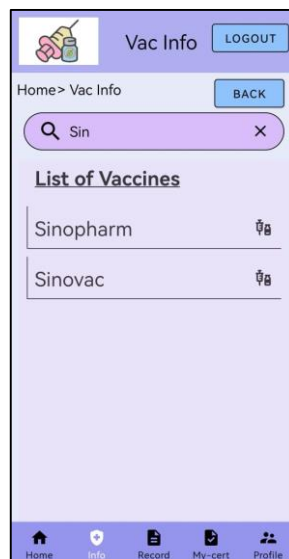 Vac Info
LOGOUT
Home> Vac Info
BACK
Sin
List of Vaccines
Sinopharm
Sinovac
Home Info Record My-cert Profile